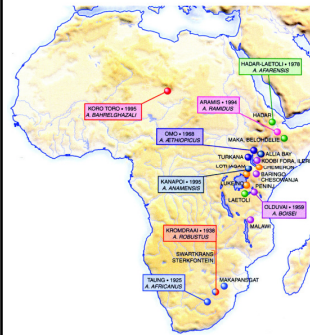 HADAR-LAETOLI • 1978
A. AFARENSIS
KORO TORO • 1995
A. BAHRELGHAZALI
ARAMIS • 1994
A. RAMIDUS
HADAR
OMO • 1968
A. ÆTHIOPICUS
MAKA, BELOHDELIE
ALLIA BAY
TURKANA
KOOBI FORA, ILERET
LOTHAGAM
CHEMERON
KANAPOI • 1995
A. ANAMENSIS
BARINGO
CHESOWANJA
PENINJ
LAETOLI
OLDUVAI • 1959
A. BOISEI
MALAWI
KROMDRAAI • 1938
A. ROBUSTUS
SWARTKRANS
STERKFONTEIN
MAKAPANSGAT
TAUNG • 1925
A. AFRICANUS